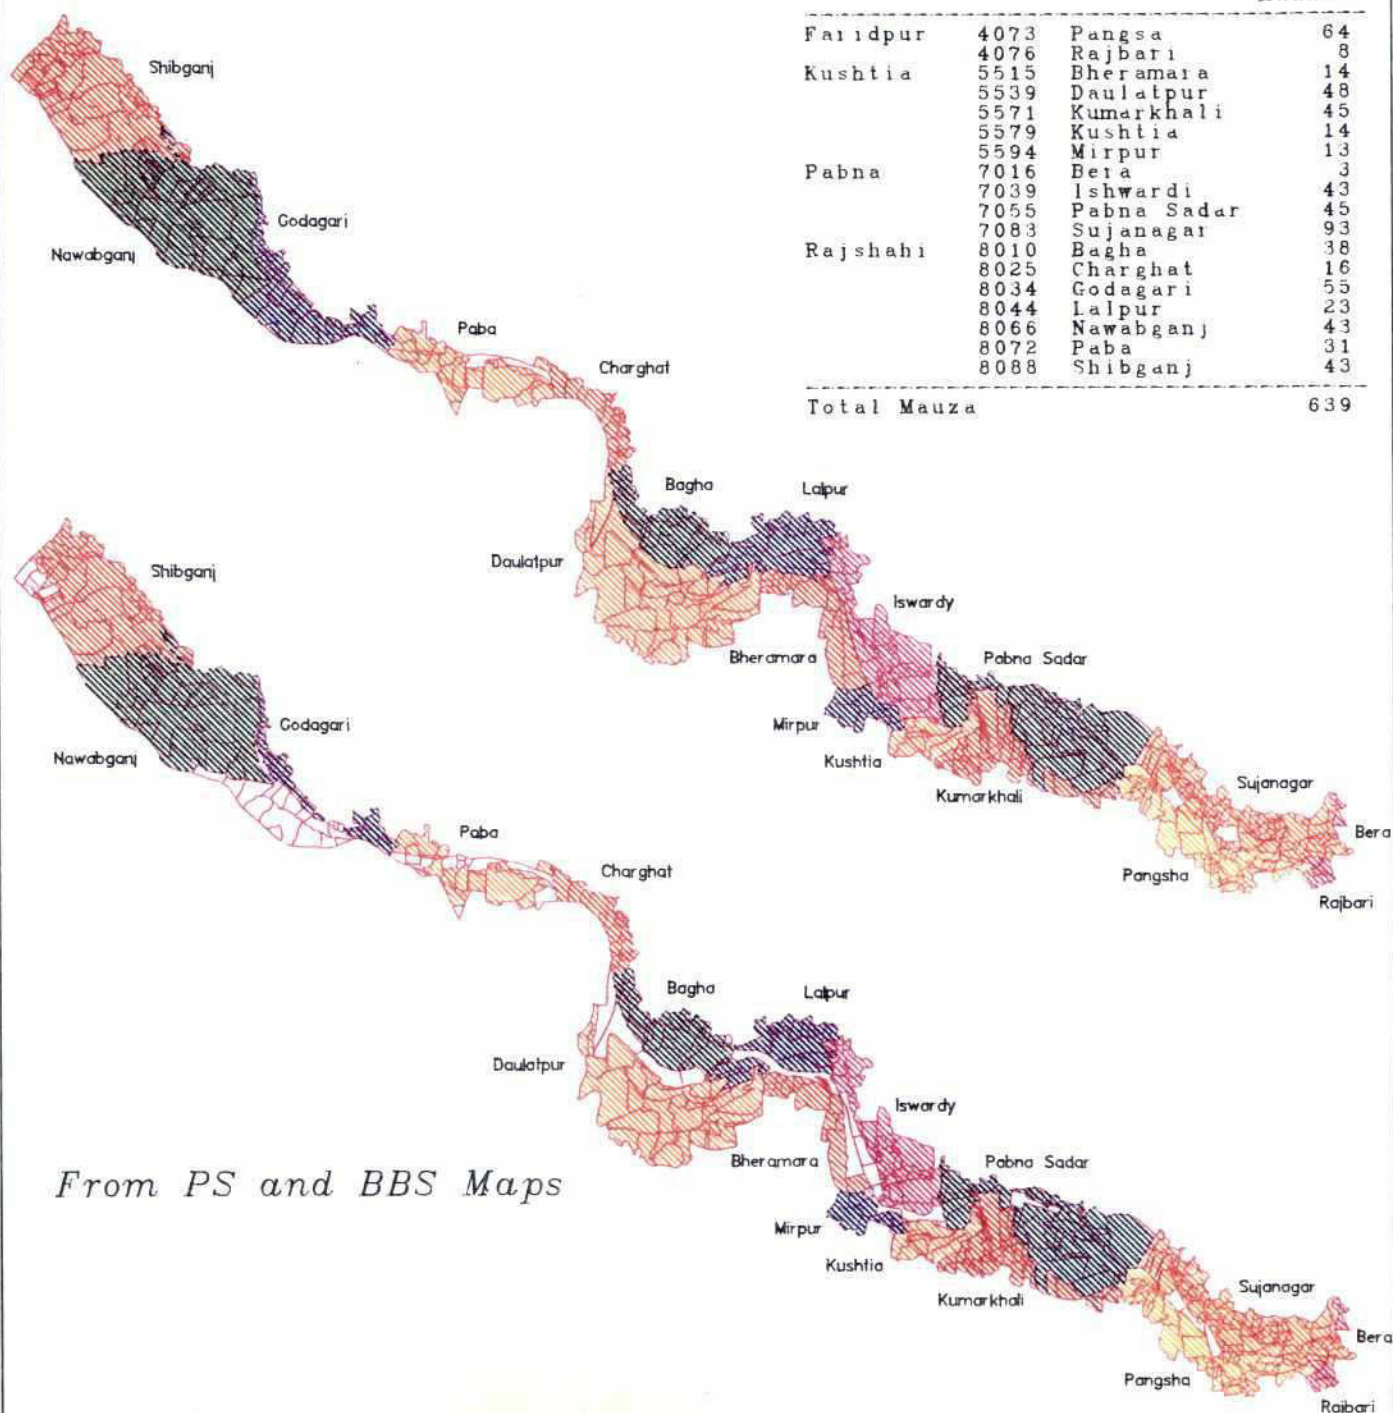 Faridpur 4073 Pangsa 64
4076 Rajbari 8
Kushtia 5515 Bheramara 14
5539 Daulatpur 48
5571 Kumarkhali 45
5579 Kushtia 14
5594 Mirpur 13
Pabna 7016 Bera 3
7039 Ishwardi 43
7055 Pabna Sadar 45
7083 Sujanagar 93
Rajshahi 8010 Bagha 38
8025 Charghat 16
8034 Godagari 55
8044 Lalpur 23
8066 Nawabganj 43
8072 Paba 31
8088 Shibganj 43
Total Mauza 639
Shibganj
Godagari
Nawabganj
Paba
Charghat
Bagha
Lalpur
Daulatpur
Iswardy
Bheramara
Pabna Sadar
Mirpur
Kushtia
Kumarkhali
Sujanagar
Bera
Pangsha
Rajbari
Shibganj
Godagari
Nawabganj
Paba
Charghat
Bagha
Lalpur
Daulatpur
Iswardy
Bheramara
Pabna Sadar
From PS and BBS Maps
Mirpur
Kushtia
Kumarkhali
Sujanagar
Bera
Pangsha
Rajbari